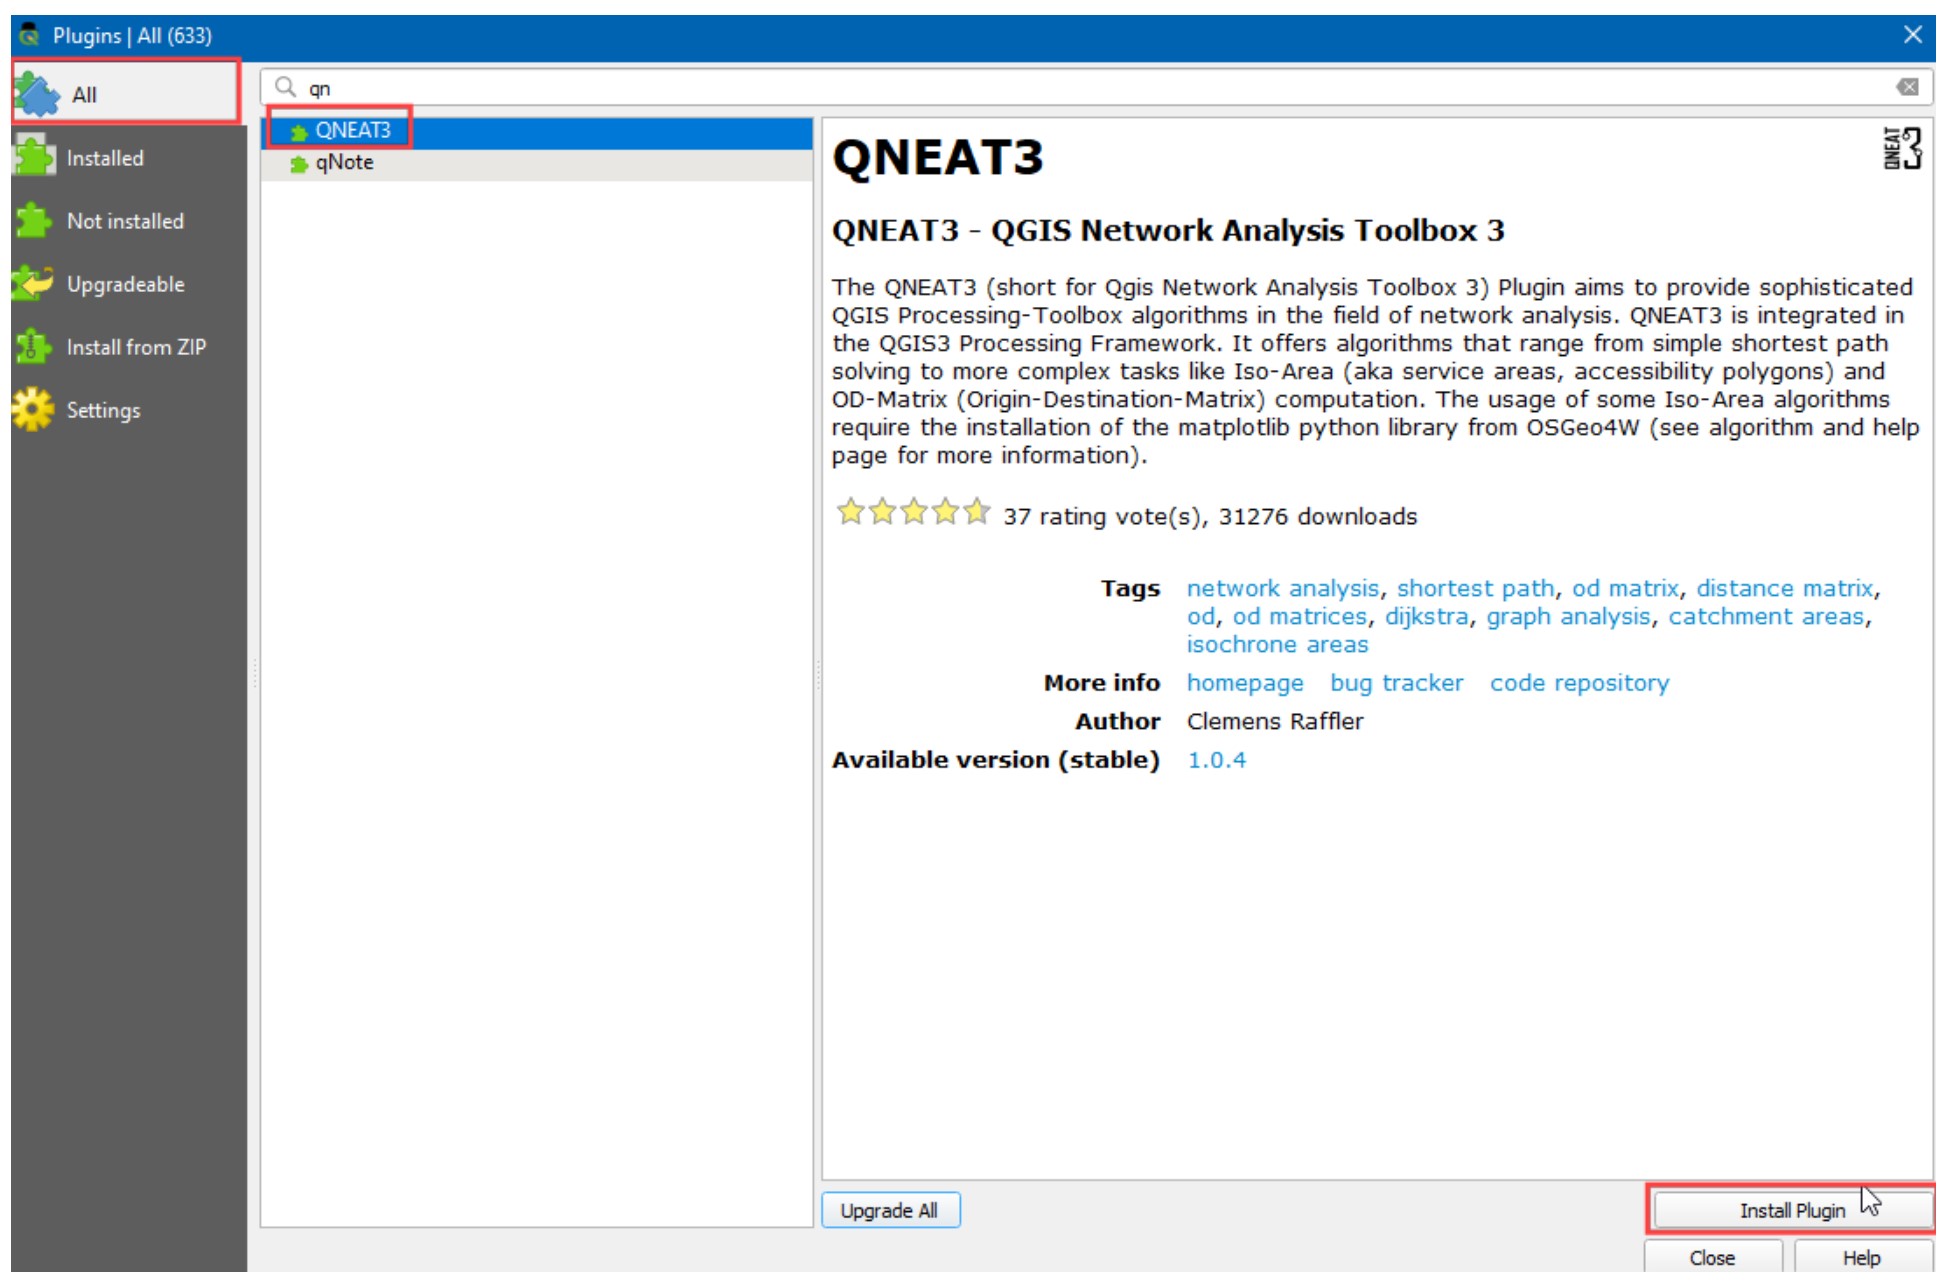 Plugins | All (633)
All
Installed
Not installed
Upgradeable
Install from ZIP
Settings
qn
QNEAT3
qNote
QNEAT3
QNEAT
3
QNEAT3 - QGIS Network Analysis Toolbox 3
The QNEAT3 (short for Qgis Network Analysis Toolbox 3) Plugin aims to provide sophisticated
QGIS Processing-Toolbox algorithms in the field of network analysis. QNEAT3 is integrated in
the QGIS3 Processing Framework. It offers algorithms that range from simple shortest path
solving to more complex tasks like Iso-Area (aka service areas, accessibility polygons) and
OD-Matrix (Origin-Destination-Matrix) computation. The usage of some Iso-Area algorithms
require the installation of the matplotlib python library from OSGeo4W (see algorithm and help
page for more information).
37 rating vote(s), 31276 downloads
Tags network analysis, shortest path, od matrix, distance matrix,
od, od matrices, dijkstra, graph analysis, catchment areas,
isochrone areas
More info homepage bug tracker code repository
Author Clemens Raffler
Available version (stable) 1.0.4
Upgrade All
Install Plugin
Close
Help